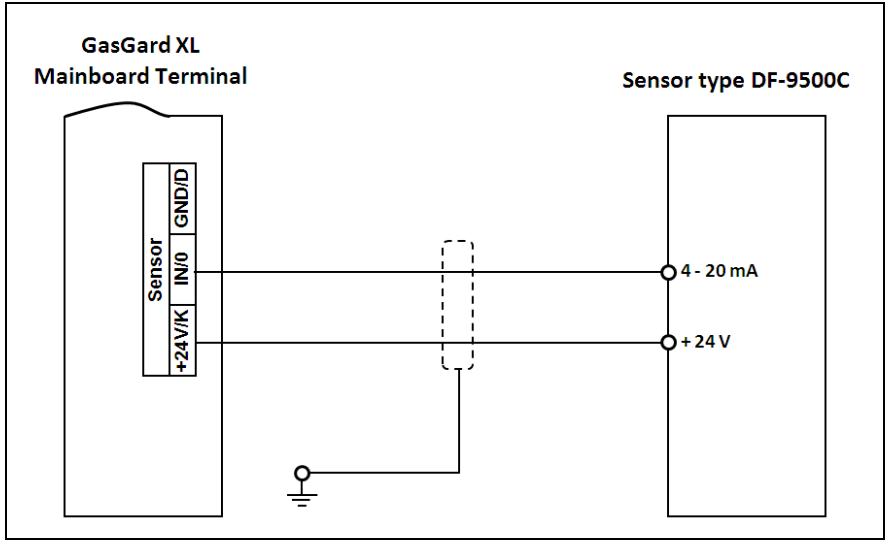 GasGard XL
Mainboard Terminal
Sensor type DF-9500C
Sensor
GND/D
IN/0
+24V/K
4 - 20 mA
+ 24 V